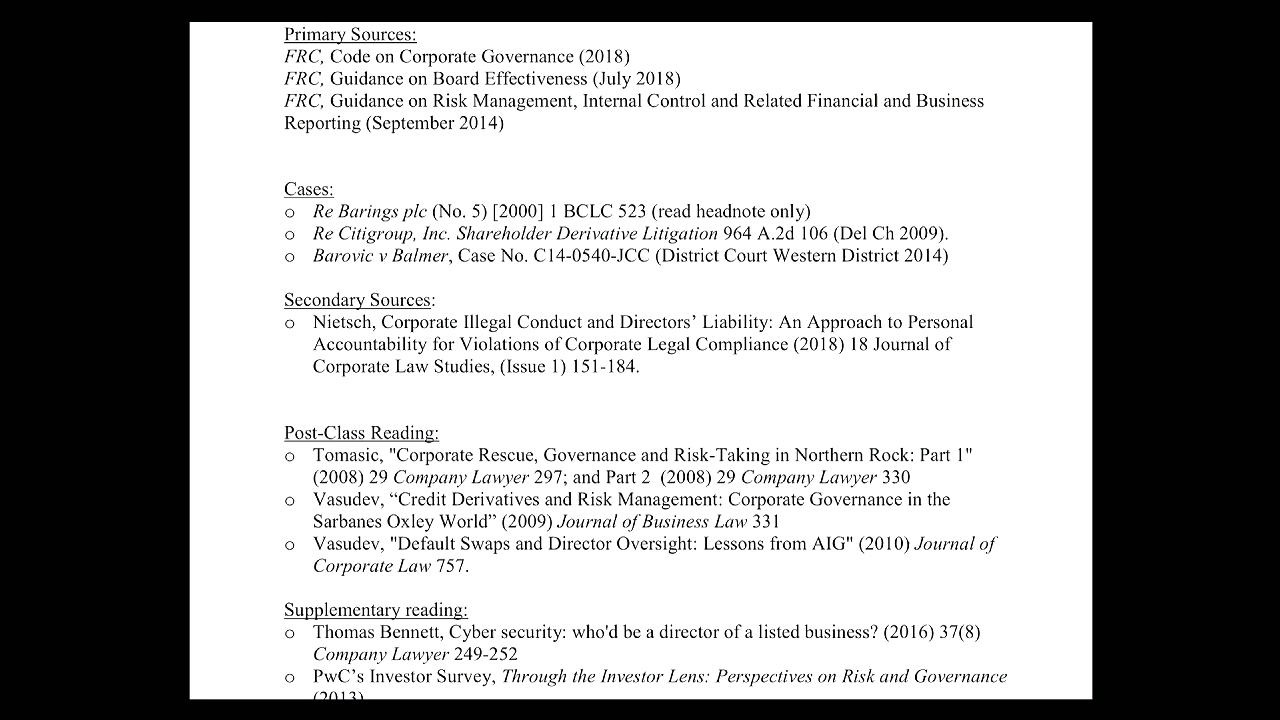 Primary Sources:
FRC, Code on Corporate Governance (2018)
FRC, Guidance on Board Effectiveness (July 2018)
FRC, Guidance on Risk Management, Internal Control and Related Financial and Business
Reporting (September 2014)
Cases:
o Re Barings plc (No. 5) [2000] 1 BCLC 523 (read headnote only)
o Re Citigroup, Inc. Shareholder Derivative Litigation 964 A.2d 106 (Del Ch 2009).
o Barovic v Balmer, Case No. C14-0540-JCC (District Court Western District 2014)
Secondary Sources:
o Nietsch, Corporate Illegal Conduct and Directors’ Liability: An Approach to Personal
Accountability for Violations of Corporate Legal Compliance (2018) 18 Journal of
Corporate Law Studies, (Issue 1) 151-184.
Post-Class Reading:
o Tomasic, "Corporate Rescue, Governance and Risk-Taking in Northern Rock: Part 1"
(2008) 29 Company Lawyer 297; and Part 2 (2008) 29 Company Lawyer 330
o Vasudev, “Credit Derivatives and Risk Management: Corporate Governance in the
Sarbanes Oxley World” (2009) Journal of Business Law 331
o Vasudev, "Default Swaps and Director Oversight: Lessons from AIG" (2010) Journal of
Corporate Law 757.
Supplementary reading:
o Thomas Bennett, Cyber security: who'd be a director of a listed business? (2016) 37(8)
Company Lawyer 249-252
o PwC’s Investor Survey, Through the Investor Lens: Perspectives on Risk and Governance
(2013)